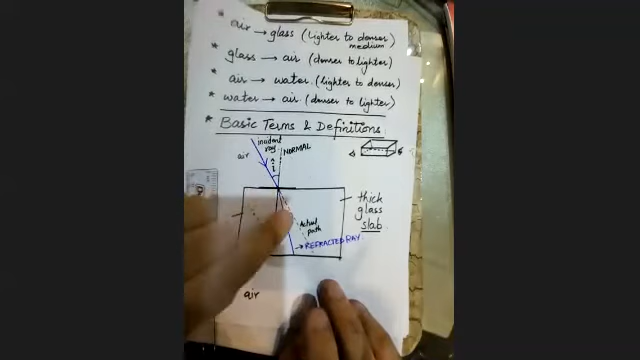 * air → glass (lighter to denser medium)
* glass → air (denser to lighter)
* air → water (lighter to denser)
* water → air (denser to lighter)
* Basic Terms & Definitions
incident ray
NORMAL
air
î
thick glass slab
Actual path
→ REFRACTED RAY
air